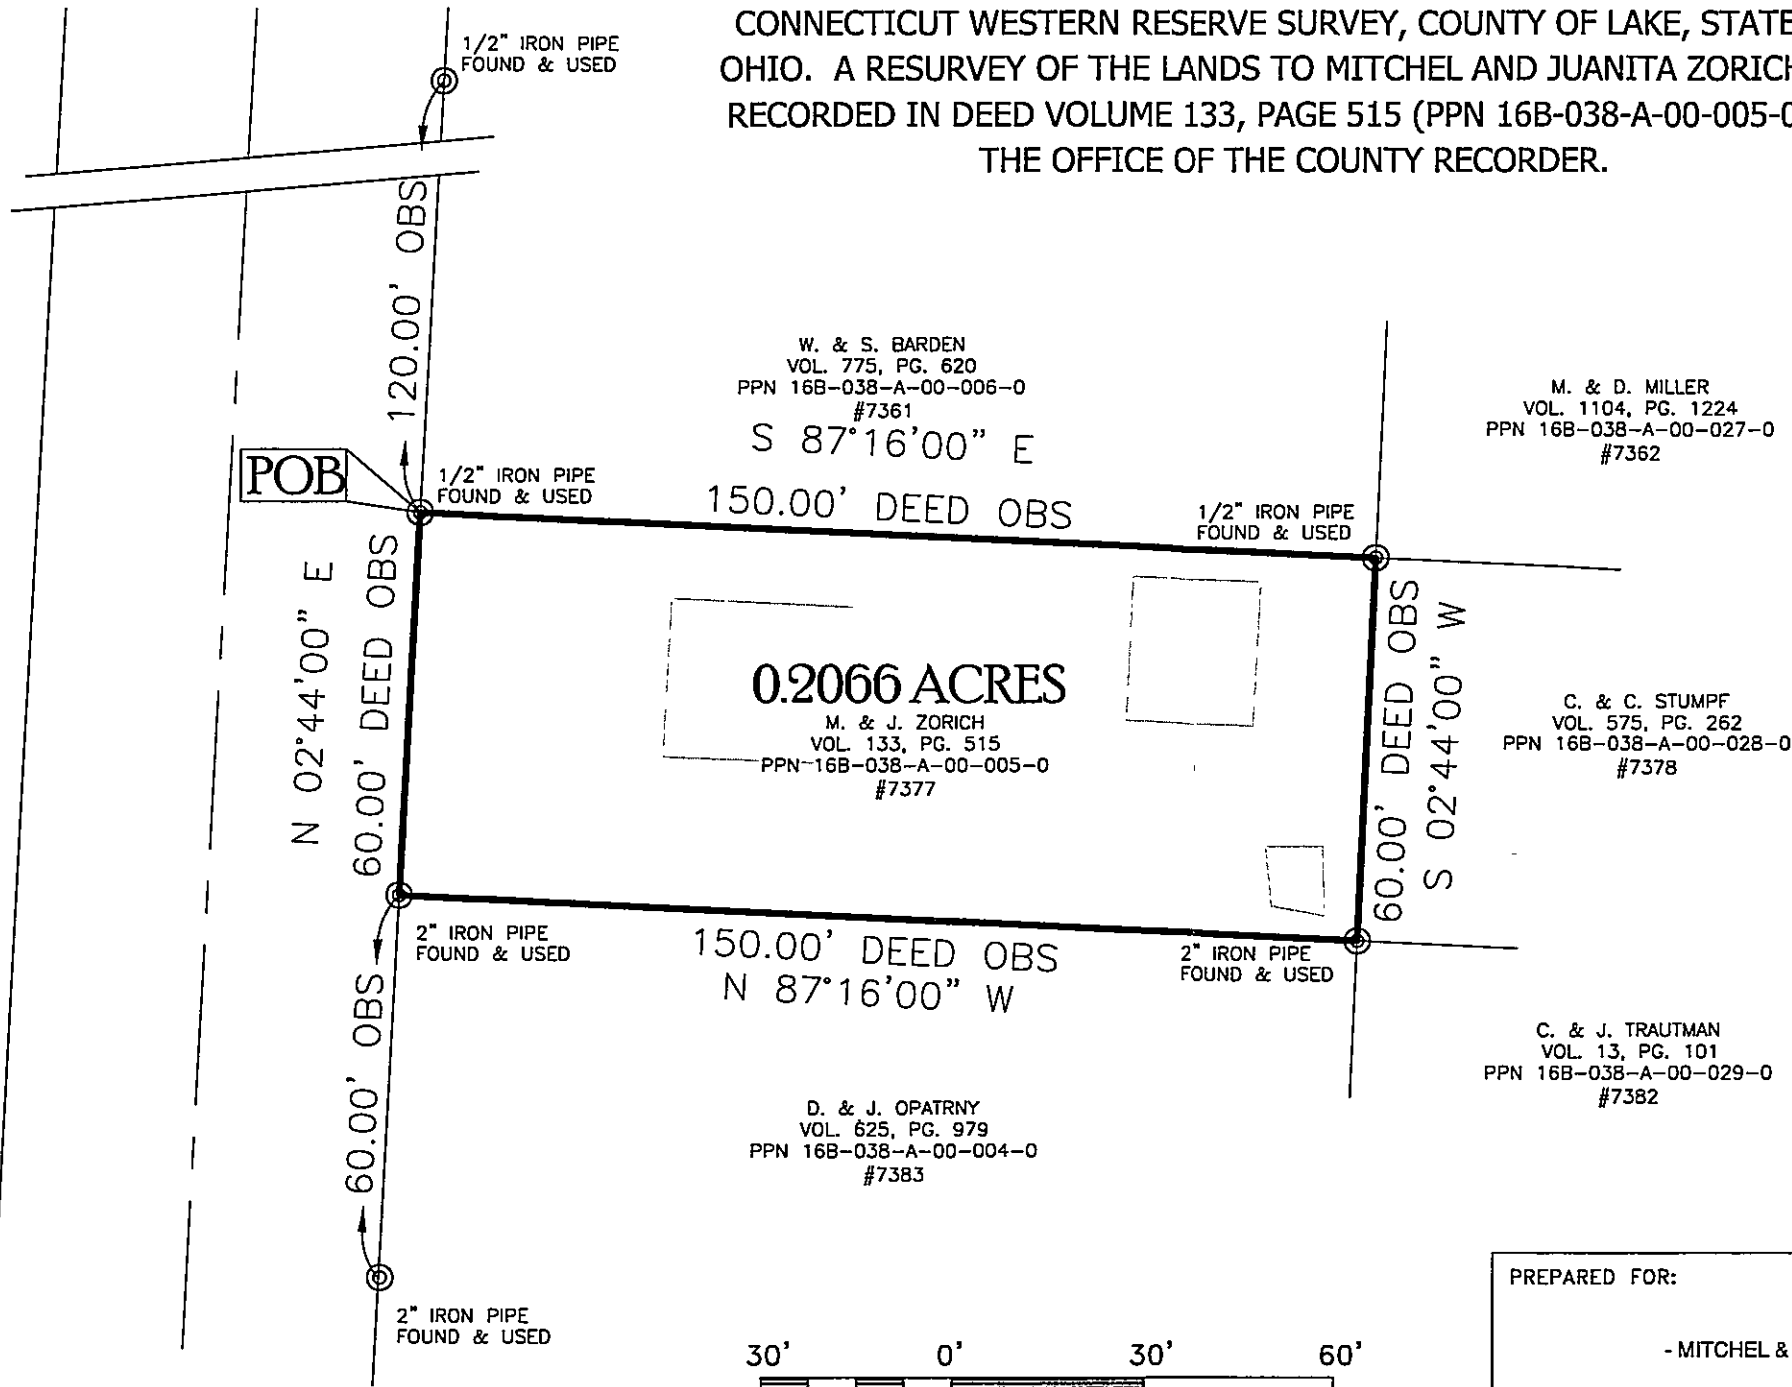 CONNECTICUT WESTERN RESERVE SURVEY, COUNTY OF LAKE, STATE
OHIO. A RESURVEY OF THE LANDS TO MITCHEL AND JUANITA ZORICH
RECORDED IN DEED VOLUME 133, PAGE 515 (PPN 16B-038-A-00-005-0
THE OFFICE OF THE COUNTY RECORDER.
1/2" IRON PIPE
FOUND & USED
120.00' OBS
W. & S. BARDEN
VOL. 775, PG. 620
PPN 16B-038-A-00-006-0
#7361
S 87°16'00" E
150.00' DEED OBS
M. & D. MILLER
VOL. 1104, PG. 1224
PPN 16B-038-A-00-027-0
#7362
POB
1/2" IRON PIPE
FOUND & USED
1/2" IRON PIPE
FOUND & USED
N 02°44'00" E
60.00' DEED OBS
0.2066 ACRES
M. & J. ZORICH
VOL. 133, PG. 515
PPN 16B-038-A-00-005-0
#7377
60.00' DEED OBS
S 02°44'00" W
C. & C. STUMPF
VOL. 575, PG. 262
PPN 16B-038-A-00-028-0
#7378
2" IRON PIPE
FOUND & USED
150.00' DEED OBS
N 87°16'00" W
2" IRON PIPE
FOUND & USED
60.00' OBS
C. & J. TRAUTMAN
VOL. 13, PG. 101
PPN 16B-038-A-00-029-0
#7382
D. & J. OPATRNY
VOL. 625, PG. 979
PPN 16B-038-A-00-004-0
#7383
2" IRON PIPE
FOUND & USED
PREPARED FOR:
- MITCHEL &
30' 0' 30' 60'